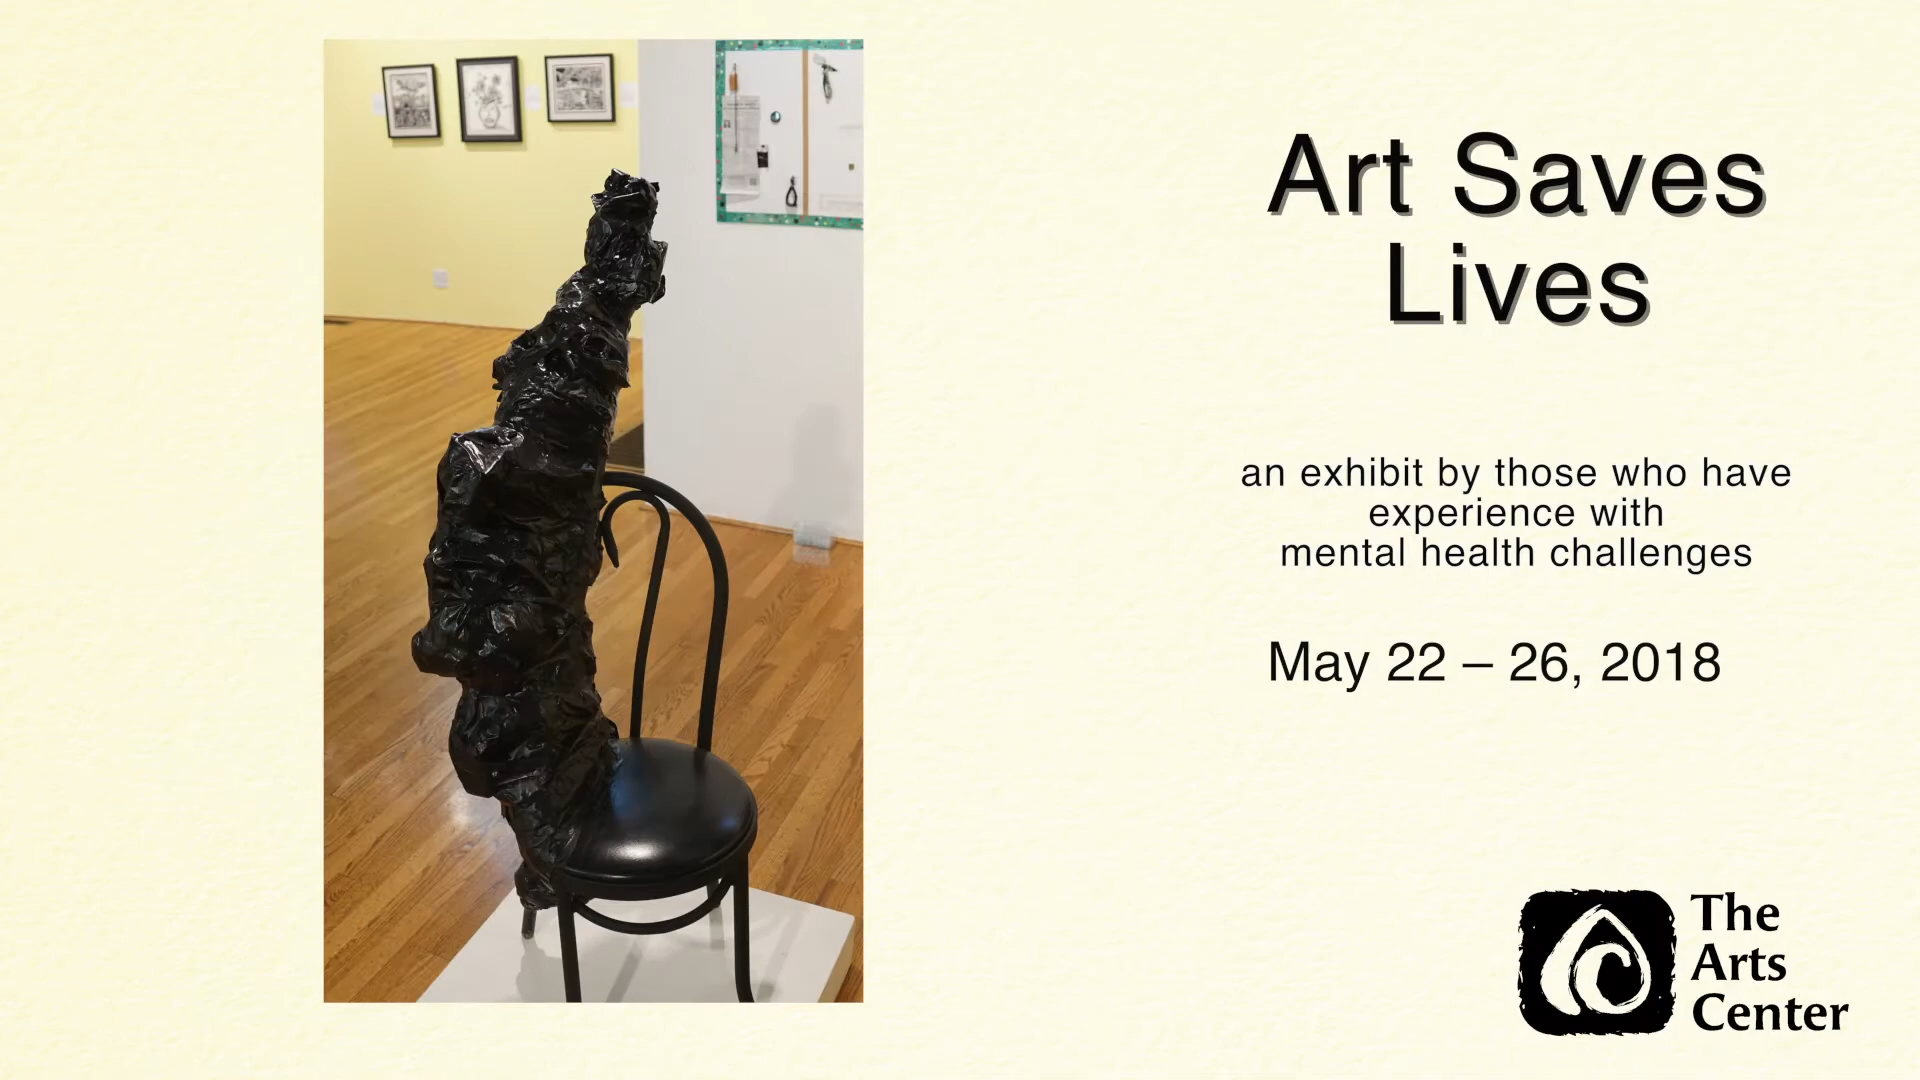 Art Saves
Lives
an exhibit by those who have
experience with
mental health challenges
May 22 – 26, 2018
The
Arts
Center